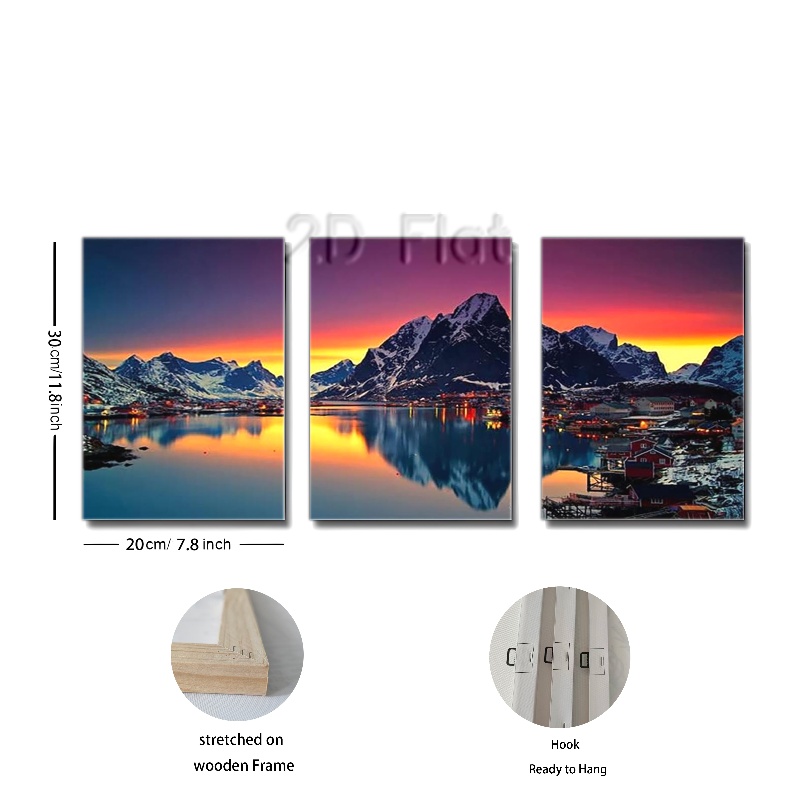 2D Flat
30cm/11.8inch
20cm/ 7.8 inch
stretched on
wooden Frame
Hook
Ready to Hang